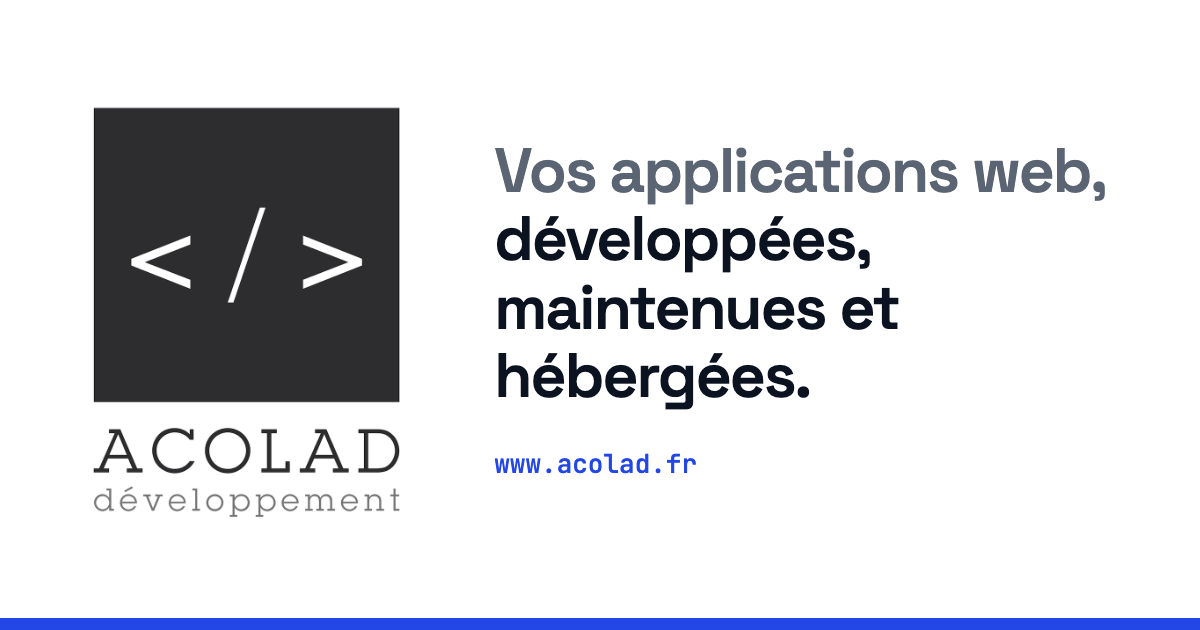 </>
ACOLAD
développement
Vos applications web,
développées,
maintenues et
hébergées.
www.acolad.fr